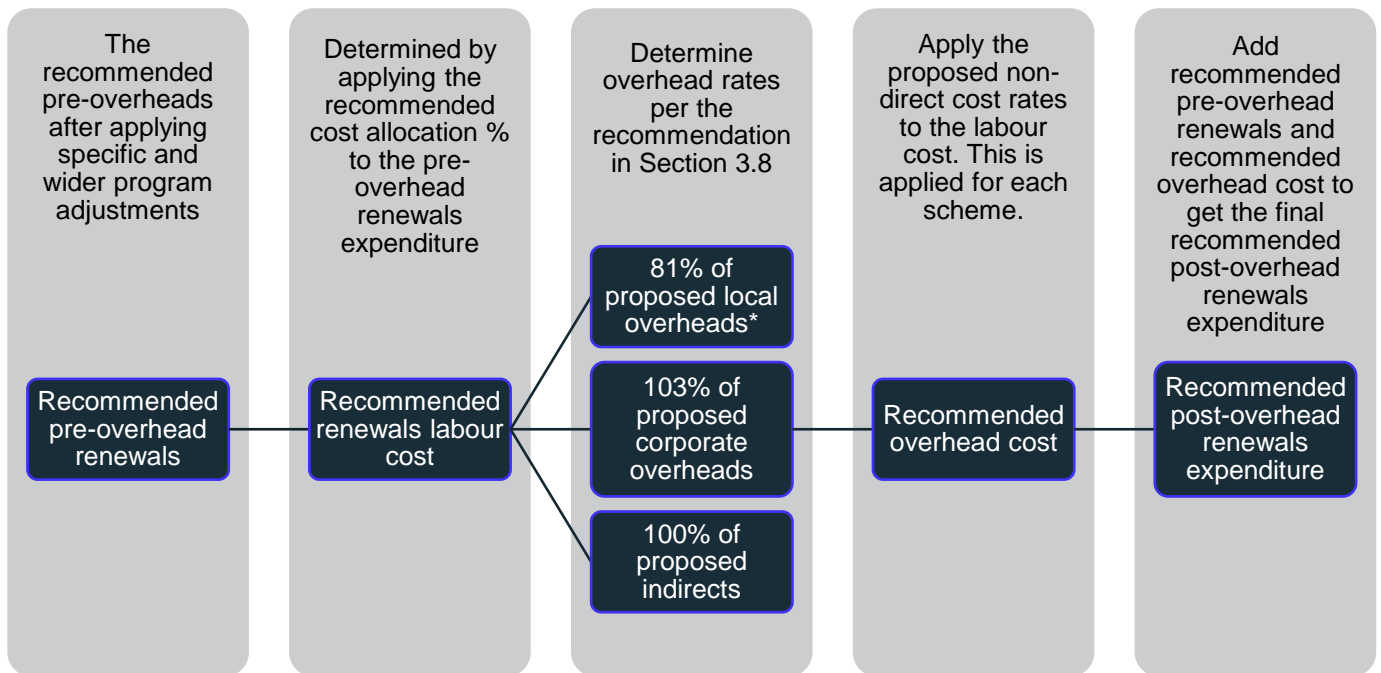 The
recommended
pre-overheads
after applying
specific and
wider program
adjustments
Recommended
pre-overhead
renewals
Determined by
applying the
recommended
cost allocation %
to the pre-
overhead
renewals
expenditure
Recommended
renewals labour
cost
Determine
overhead rates
per the
recommendation
in Section 3.8
81% of
proposed local
overheads*
103% of
proposed
corporate
overheads
100% of
proposed
indirects
Apply the
proposed non-
direct cost rates
to the labour
cost. This is
applied for each
scheme.
Recommended
overhead cost
Add
recommended
pre-overhead
renewals and
recommended
overhead cost to
get the final
recommended
post-overhead
renewals
expenditure
Recommended
post-overhead
renewals
expenditure